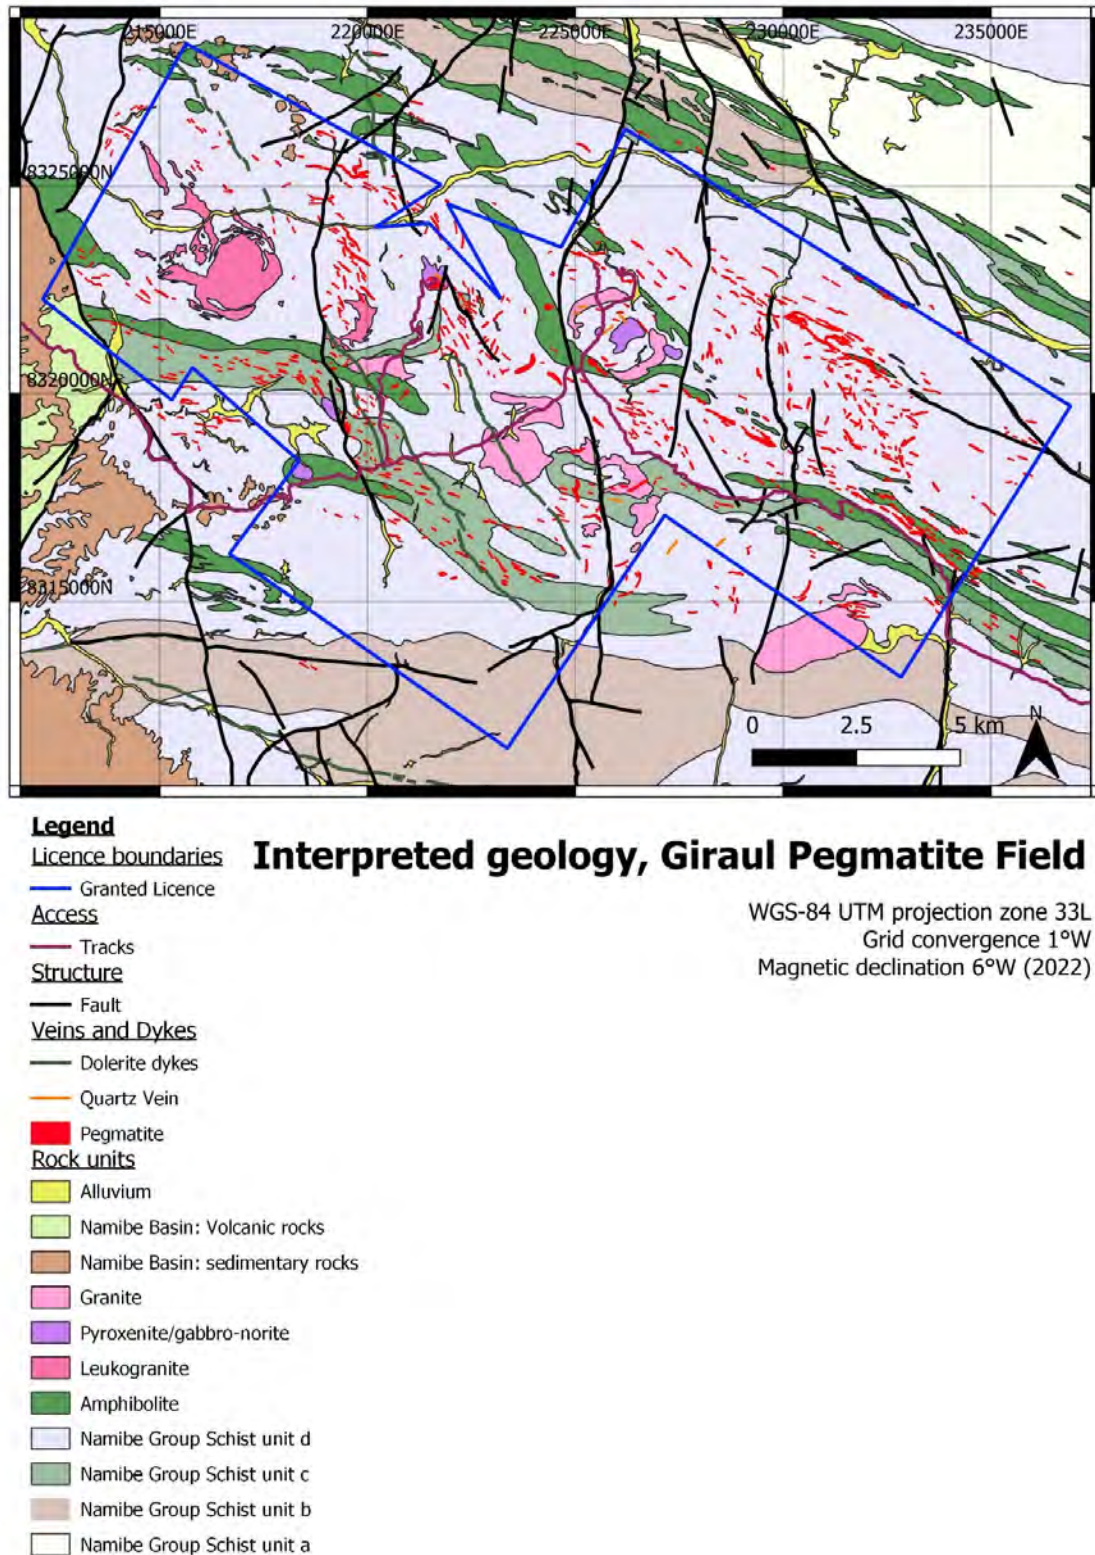 215000E 220000E 225000E 230000E 235000E
8325000N
8320000N
8315000N
0 2.5 5 km
N
Legend
Licence boundaries
Granted Licence
Access
Tracks
Structure
Fault
Veins and Dykes
Dolerite dykes
Quartz Vein
Pegmatite
Rock units
Alluvium
Namibe Basin: Volcanic rocks
Namibe Basin: sedimentary rocks
Granite
Pyroxenite/gabbro-norite
Leukogranite
Amphibolite
Namibe Group Schist unit d
Namibe Group Schist unit c
Namibe Group Schist unit b
Namibe Group Schist unit a
Interpreted geology, Giraul Pegmatite Field
WGS-84 UTM projection zone 33L
Grid convergence 1°W
Magnetic declination 6°W (2022)